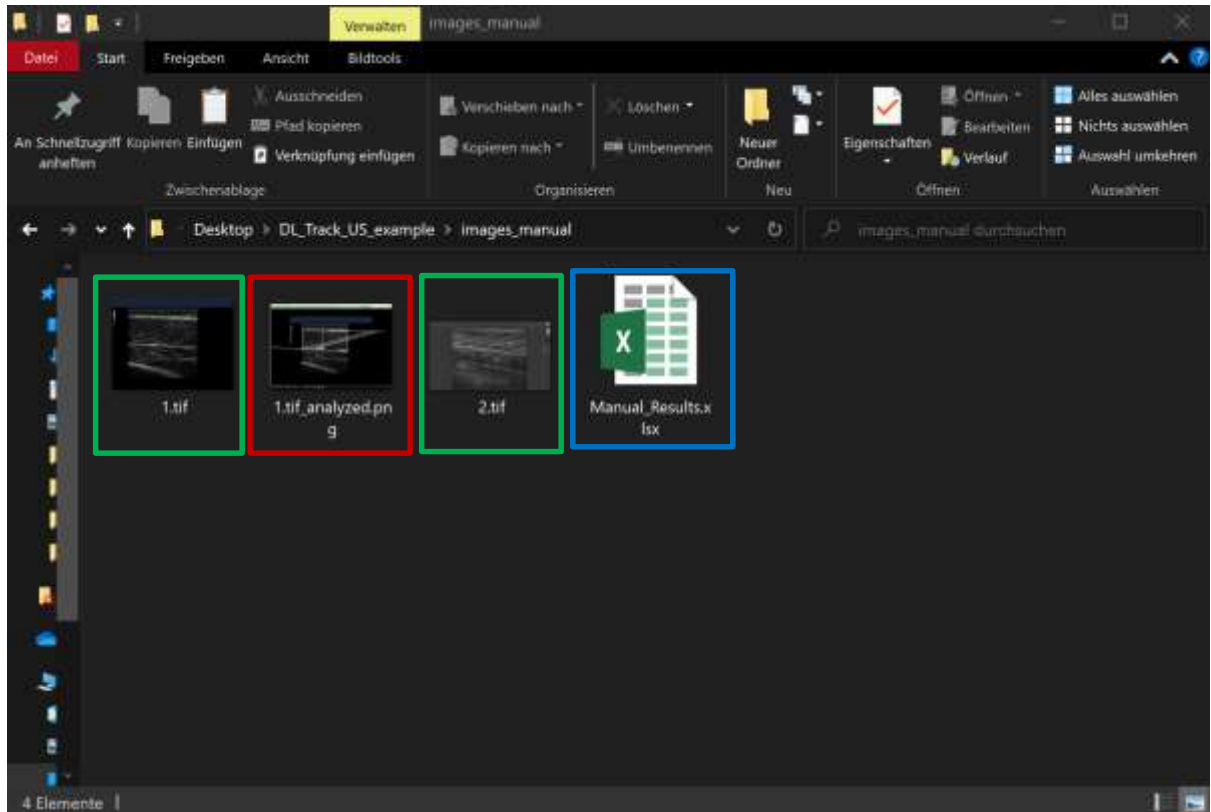 Verwalten images_manual
Datei Start Freigeben Ansicht Bildtools
An Schnellzugriff anheften
Kopieren
Einfügen
Ausschneiden
Pfad kopieren
Verknüpfung einfügen
Zwischenablage
Verschieben nach
Kopieren nach
Löschen
Umbenennen
Organisieren
Neuer
Ordner
Neu
Eigenschaften
Öffnen
Bearbeiten
Verlauf
Öffnen
Alles auswählen
Nichts auswählen
Auswahl umkehren
Auswählen
Desktop > DL_Track_US_example > images_manual
images_manual durchsuchen
1.tif
1.tif_analyzed.pn
g
2.tif
Manual_Results.x
lsx
4 Elemente